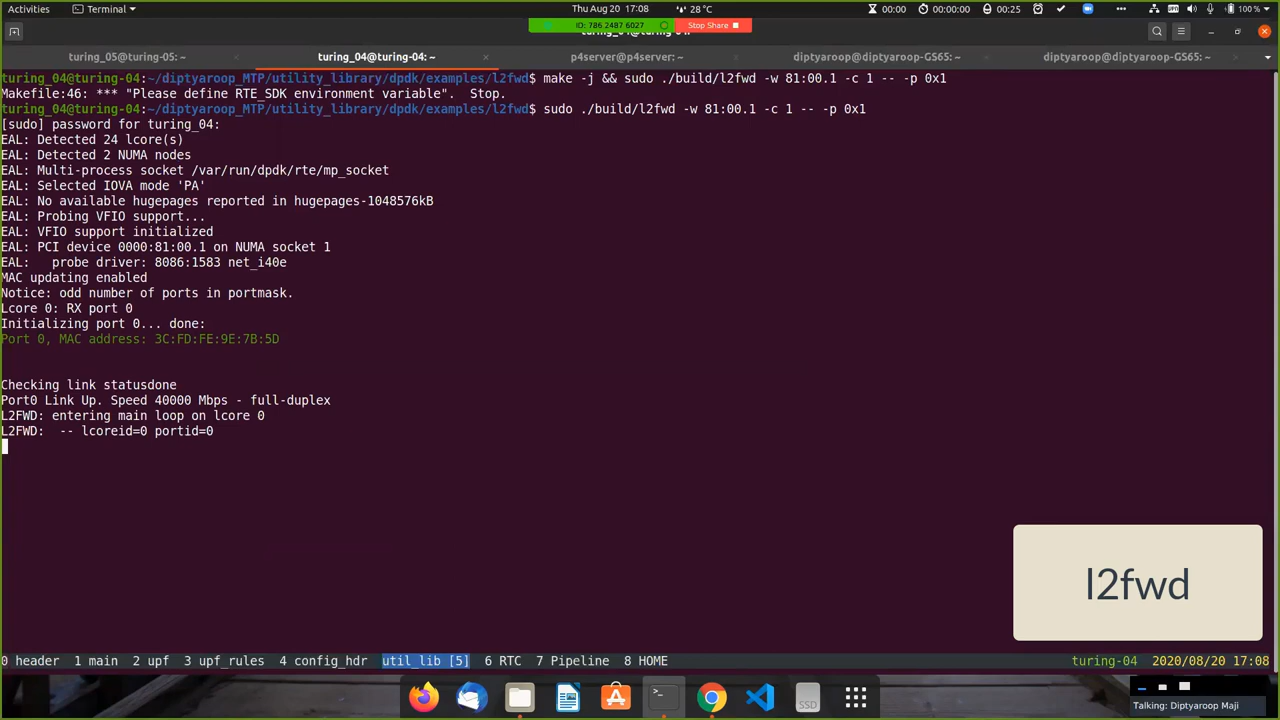 Activities
Terminal
Thu Aug 20 17:08
28 °C
00:00
00:00:00
00:25
100 %
ID: 786 2487 6027
Stop Share
turing_05@turing-05: ~
turing_04@turing-04: ~
p4server@p4server: ~
diptyaroop@diptyaroop-GS65: ~
diptyaroop@diptyaroop-GS65: ~
turing_04@turing-04:~/diptyaroop_MTP/utility_library/dpdk/examples/l2fwd$ make -j && sudo ./build/l2fwd -w 81:00.1 -c 1 -- -p 0x1
Makefile:46: *** "Please define RTE_SDK environment variable".  Stop.
turing_04@turing-04:~/diptyaroop_MTP/utility_library/dpdk/examples/l2fwd$ sudo ./build/l2fwd -w 81:00.1 -c 1 -- -p 0x1
[sudo] password for turing_04:
EAL: Detected 24 lcore(s)
EAL: Detected 2 NUMA nodes
EAL: Multi-process socket /var/run/dpdk/rte/mp_socket
EAL: Selected IOVA mode 'PA'
EAL: No available hugepages reported in hugepages-1048576kB
EAL: Probing VFIO support...
EAL: VFIO support initialized
EAL: PCI device 0000:81:00.1 on NUMA socket 1
EAL:   probe driver: 8086:1583 net_i40e
MAC updating enabled
Notice: odd number of ports in portmask.
Lcore 0: RX port 0
Initializing port 0... done:
Port 0, MAC address: 3C:FD:FE:9E:7B:5D
Checking link statusdone
Port0 Link Up. Speed 40000 Mbps - full-duplex
L2FWD: entering main loop on lcore 0
L2FWD:  -- lcoreid=0 portid=0
l2fwd
0 header  1 main  2 upf  3 upf_rules  4 config_hdr  util_lib [5]  6 RTC  7 Pipeline  8 HOME
turing-04  2020/08/20 17:08
SSD
Talking: Diptyaroop Maji